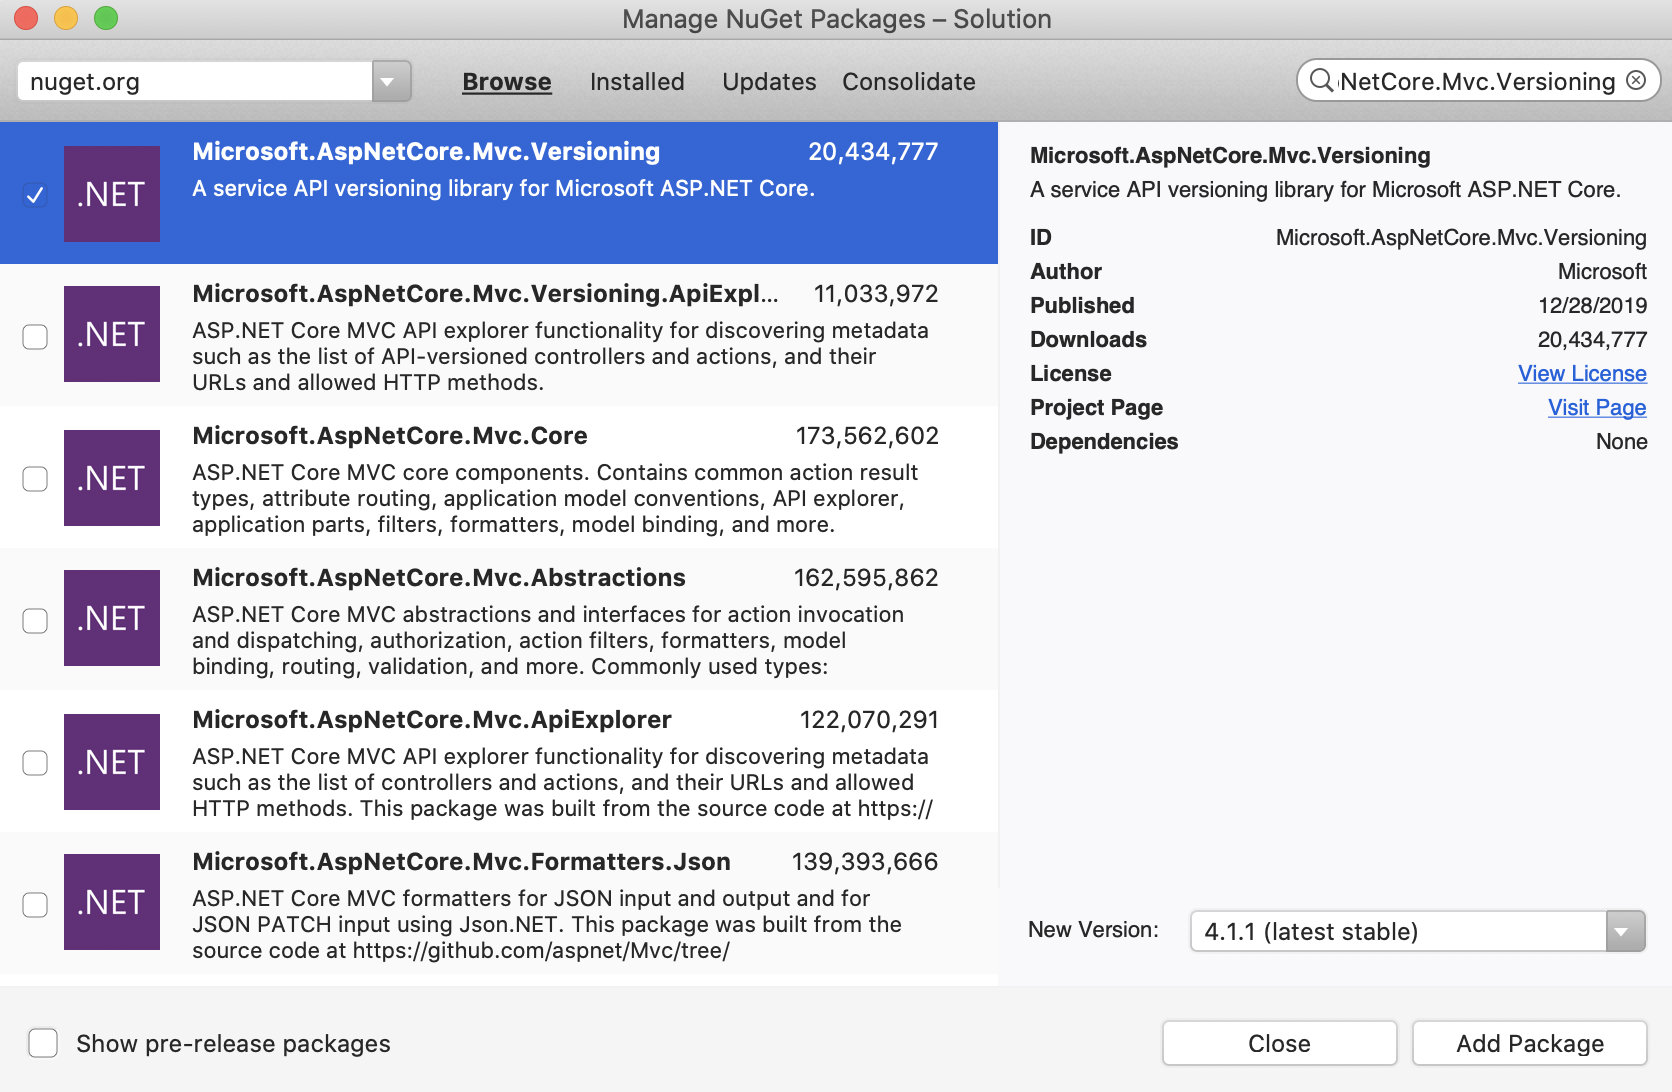 Manage NuGet Packages – Solution
nuget.org
Browse Installed Updates Consolidate
NetCore.Mvc.Versioning
.NET
Microsoft.AspNetCore.Mvc.Versioning 20,434,777
A service API versioning library for Microsoft ASP.NET Core.
.NET
Microsoft.AspNetCore.Mvc.Versioning.ApiExpl... 11,033,972
ASP.NET Core MVC API explorer functionality for discovering metadata
such as the list of API-versioned controllers and actions, and their
URLs and allowed HTTP methods.
.NET
Microsoft.AspNetCore.Mvc.Core 173,562,602
ASP.NET Core MVC core components. Contains common action result
types, attribute routing, application model conventions, API explorer,
application parts, filters, formatters, model binding, and more.
.NET
Microsoft.AspNetCore.Mvc.Abstractions 162,595,862
ASP.NET Core MVC abstractions and interfaces for action invocation
and dispatching, authorization, action filters, formatters, model
binding, routing, validation, and more. Commonly used types:
.NET
Microsoft.AspNetCore.Mvc.ApiExplorer 122,070,291
ASP.NET Core MVC API explorer functionality for discovering metadata
such as the list of controllers and actions, and their URLs and allowed
HTTP methods. This package was built from the source code at https://
.NET
Microsoft.AspNetCore.Mvc.Formatters.Json 139,393,666
ASP.NET Core MVC formatters for JSON input and output and for
JSON PATCH input using Json.NET. This package was built from the
source code at https://github.com/aspnet/Mvc/tree/
Microsoft.AspNetCore.Mvc.Versioning
A service API versioning library for Microsoft ASP.NET Core.
ID Microsoft.AspNetCore.Mvc.Versioning
Author Microsoft
Published 12/28/2019
Downloads 20,434,777
License View License
Project Page Visit Page
Dependencies None
New Version: 4.1.1 (latest stable)
Show pre-release packages
Close Add Package